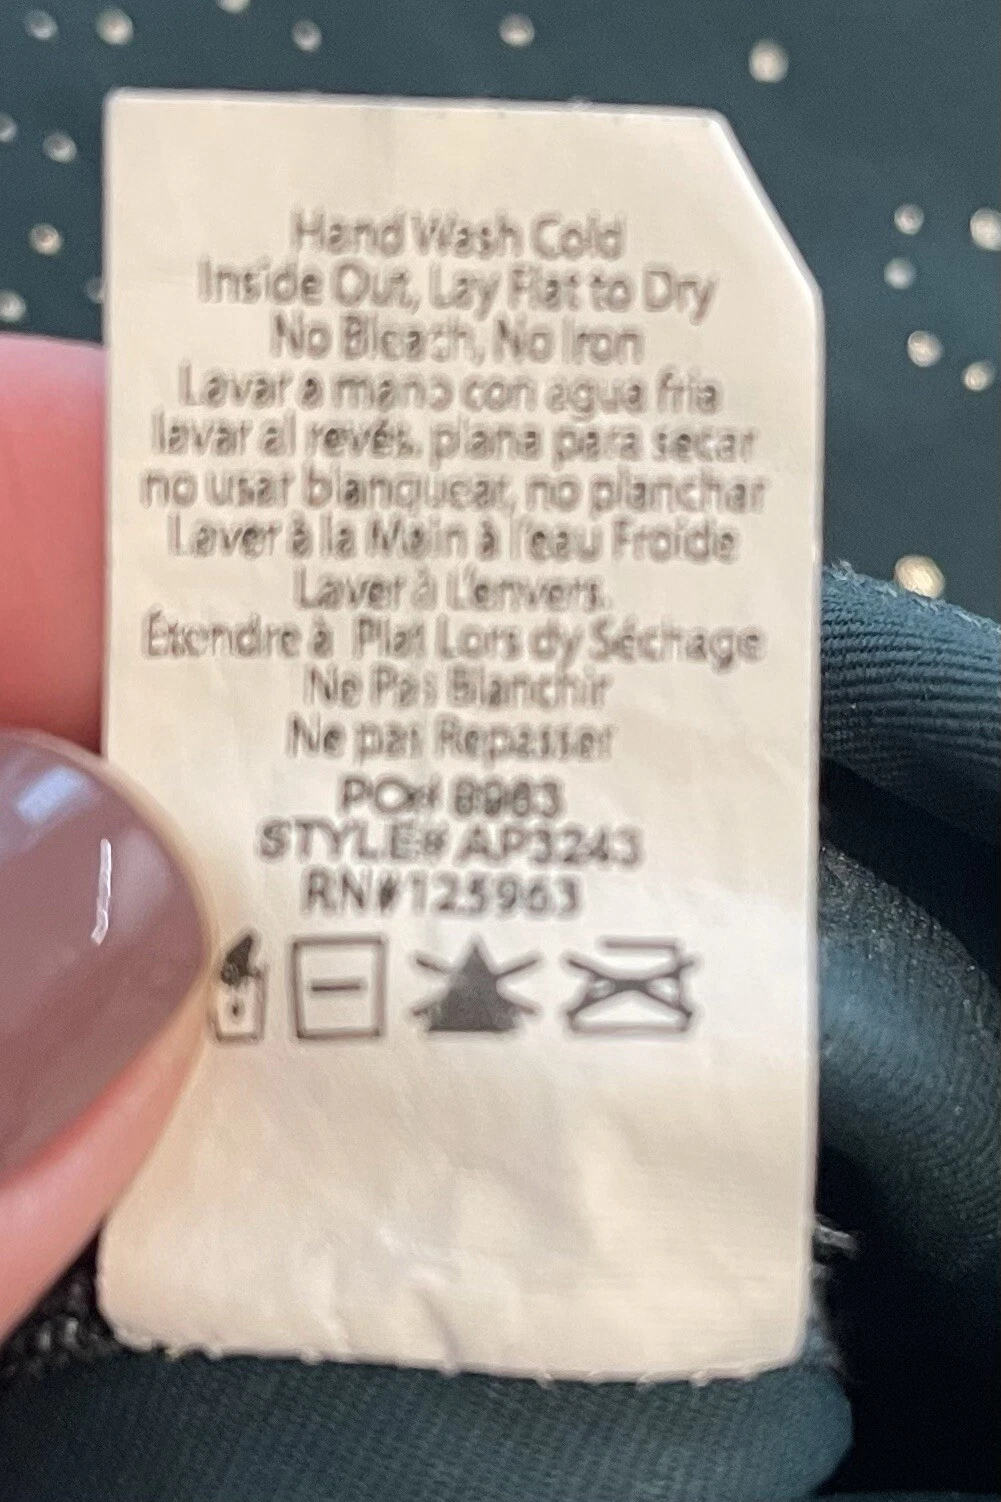 Hand Wash Cold
Inside Out, Lay Flat to Dry
No Bleach, No Iron
Lavar a mano con agua fria
lavar al revés. plana para secar
no usar blanquear, no planchar
Laver à la Main à l'eau Froide
Laver à L'envers.
Étendre à Plat Lors dy Séchage
Ne Pas Blanchir
Ne pas Repasser
PO#
STYLE# AP3243
RN#125963